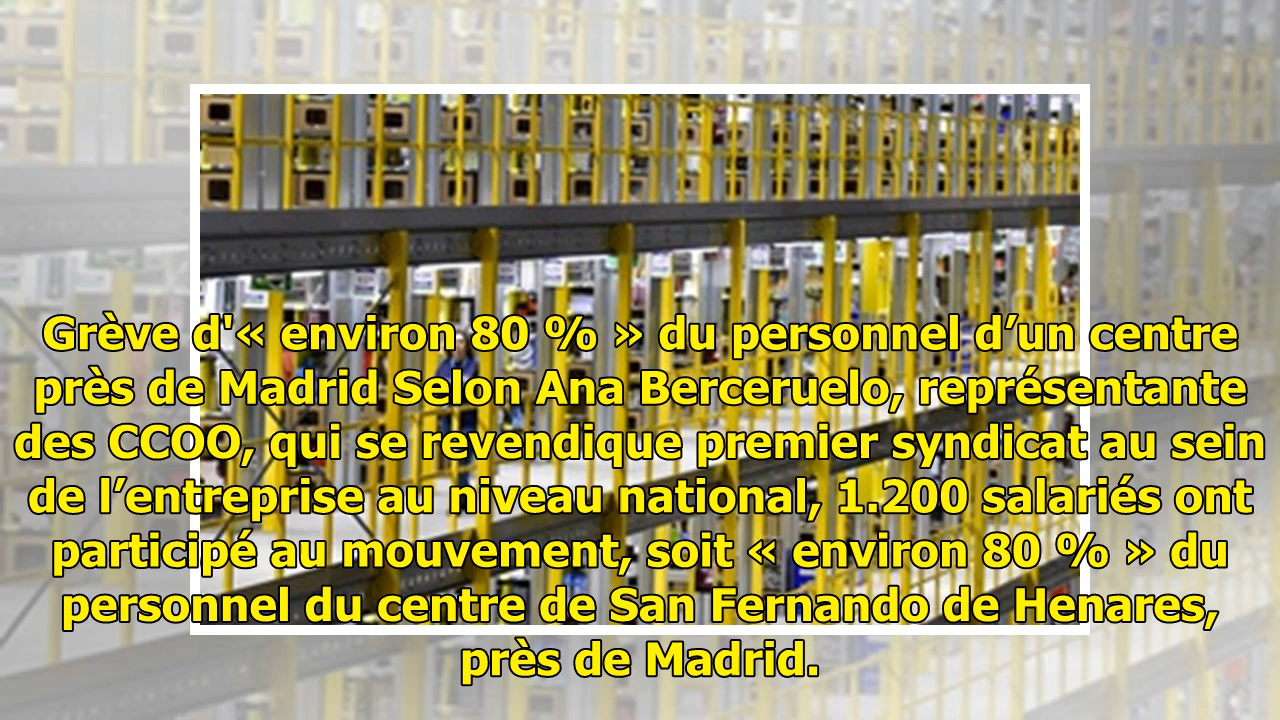 Grève d'« environ 80 % » du personnel d’un centre
près de Madrid Selon Ana Berceruelo, représentante
des CCOO, qui se revendique premier syndicat au sein
de l’entreprise au niveau national, 1.200 salariés ont
participé au mouvement, soit « environ 80 % » du
personnel du centre de San Fernando de Henares,
près de Madrid.